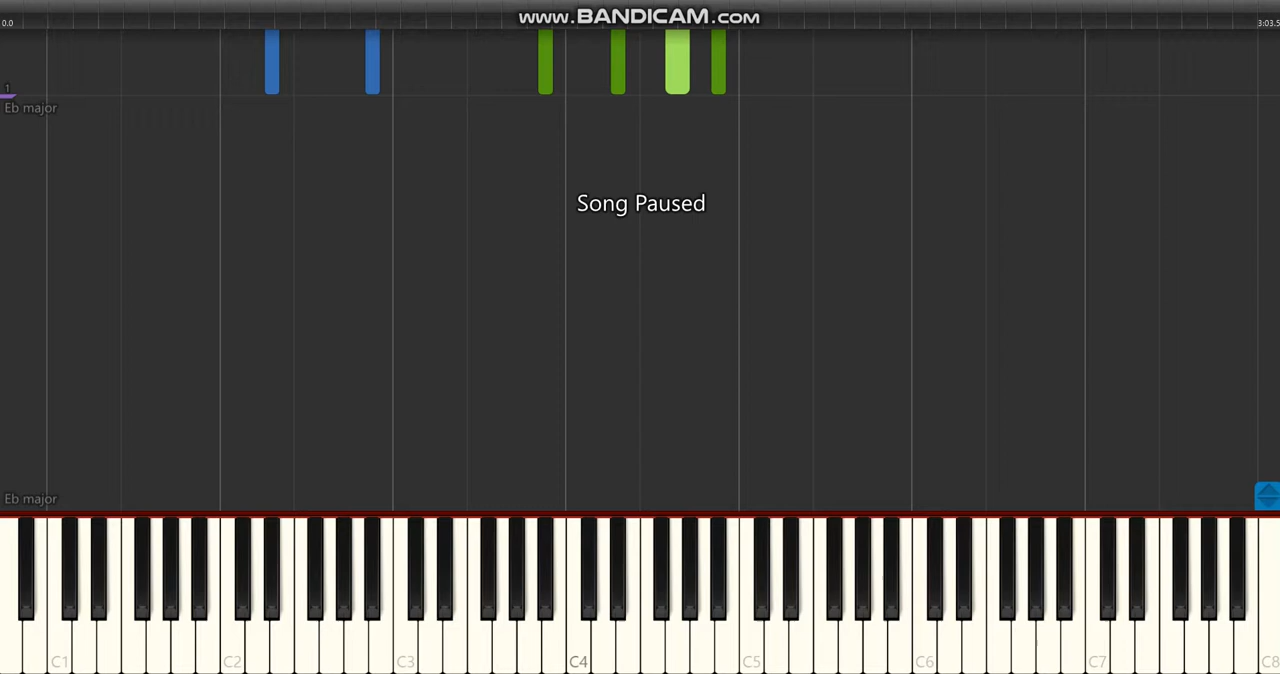 www.BANDICAM.com
0.0
3:03.5
1
Eb major
Song Paused
Eb major
C1 C2 C3 C4 C5 C6 C7 C8